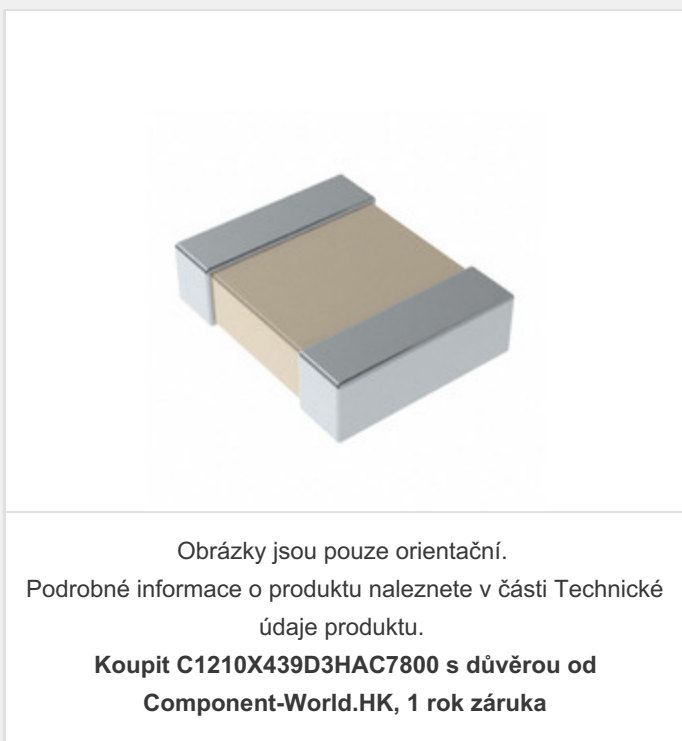 Obrázky jsou pouze orientační.
Podrobné informace o produktu naleznete v části Technické
údaje produktu.
Koupit C1210X439D3HAC7800 s důvěrou od
Component-World.HK, 1 rok záruka